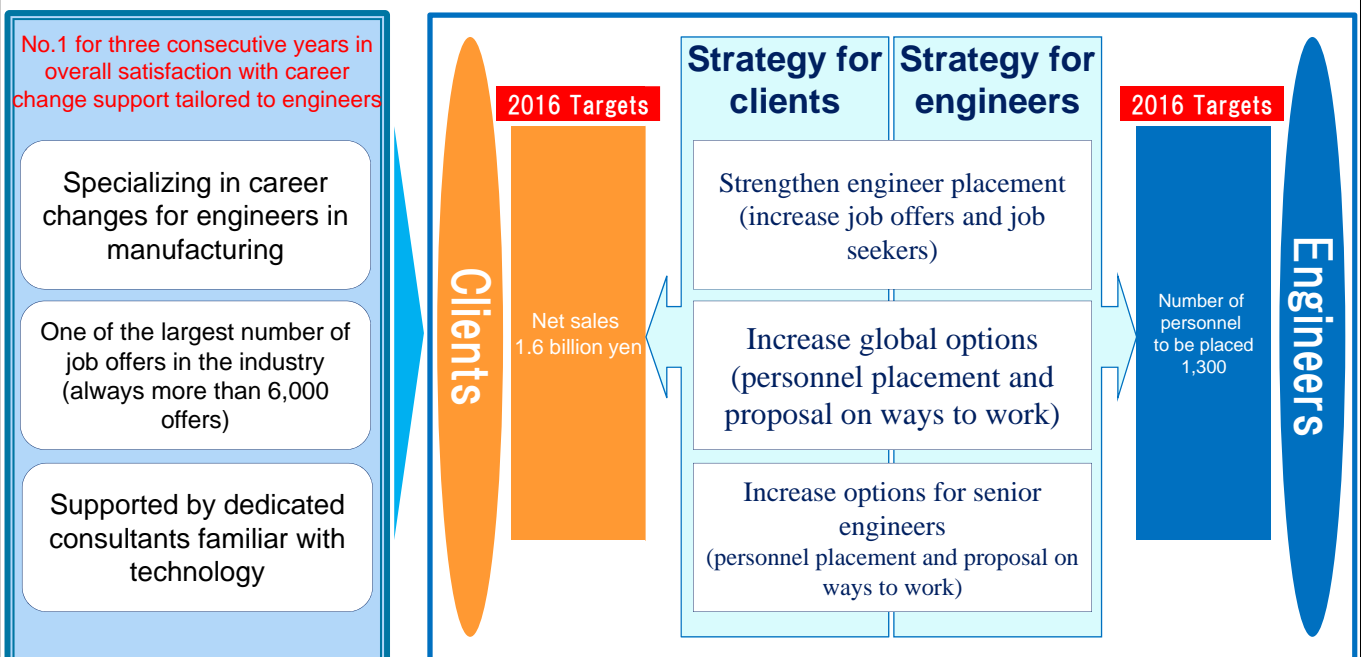 No.1 for three consecutive years in
overall satisfaction with career
change support tailored to engineers
Specializing in career
changes for engineers in
manufacturing
One of the largest number of
job offers in the industry
(always more than 6,000
offers)
Supported by dedicated
consultants familiar with
technology
Clients
2016 Targets
Net sales
1.6 billion yen
Strategy for
clients
Strategy for
engineers
Strengthen engineer placement
(increase job offers and job
seekers)
Increase global options
(personnel placement and
proposal on ways to work)
Increase options for senior
engineers
(personnel placement and proposal on
ways to work)
2016 Targets
Number of
personnel
to be placed
1,300
Engineers